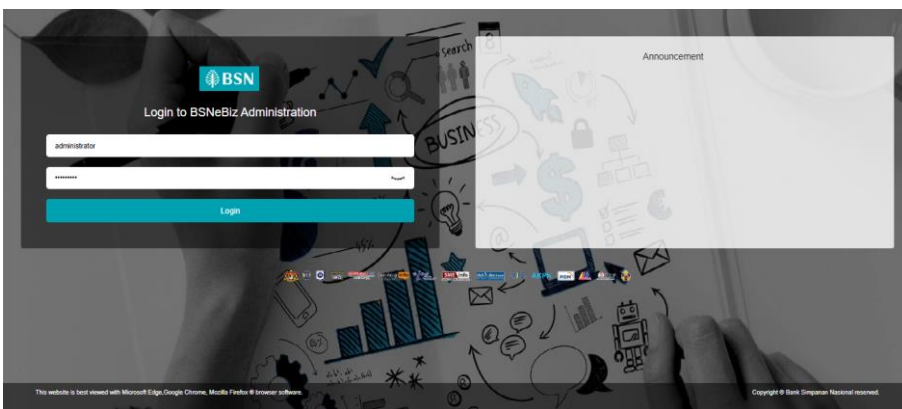 BSN
Login to BSNeBiz Administration
administrator
•••••••••
Login
Announcement
search
BUSINESS
45%
This website is best viewed with Microsoft Edge,Google Chrome, Mozilla Firefox ® browser software.
Copyright © Bank Simpanan Nasional reserved.